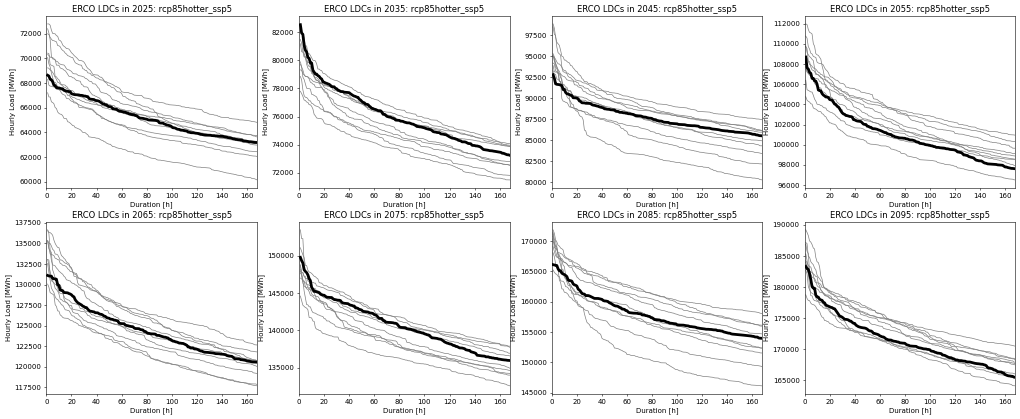 ERCO LDCs in 2025: rcp85hotter_ssp5
72000
70000
68000
66000
64000
62000
60000
Hourly Load [MWh]
0 20 40 60 80 100 120 140 160
Duration [h]
ERCO LDCs in 2035: rcp85hotter_ssp5
82000
80000
78000
76000
74000
72000
Hourly Load [MWh]
0 20 40 60 80 100 120 140 160
Duration [h]
ERCO LDCs in 2045: rcp85hotter_ssp5
97500
95000
92500
90000
87500
85000
82500
80000
Hourly Load [MWh]
0 20 40 60 80 100 120 140 160
Duration [h]
ERCO LDCs in 2055: rcp85hotter_ssp5
112000
110000
108000
106000
104000
102000
100000
98000
96000
Hourly Load [MWh]
0 20 40 60 80 100 120 140 160
Duration [h]
ERCO LDCs in 2065: rcp85hotter_ssp5
137500
135000
132500
130000
127500
125000
122500
120000
117500
Hourly Load [MWh]
0 20 40 60 80 100 120 140 160
Duration [h]
ERCO LDCs in 2075: rcp85hotter_ssp5
150000
145000
140000
135000
Hourly Load [MWh]
0 20 40 60 80 100 120 140 160
Duration [h]
ERCO LDCs in 2085: rcp85hotter_ssp5
170000
165000
160000
155000
150000
145000
Hourly Load [MWh]
0 20 40 60 80 100 120 140 160
Duration [h]
ERCO LDCs in 2095: rcp85hotter_ssp5
190000
185000
180000
175000
170000
165000
Hourly Load [MWh]
0 20 40 60 80 100 120 140 160
Duration [h]